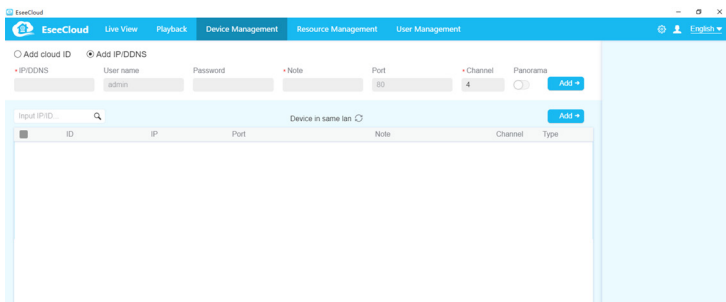 EseeCloud
EseeCloud Live View Playback Device Management Resource Management User Management English
Add cloud ID Add IP/DDNS
*IP/DDNS User name Password *Note Port *Channel Panorama
admin 80 4 Add
Input IP/ID... Device in same lan Add
ID IP Port Note Channel Type